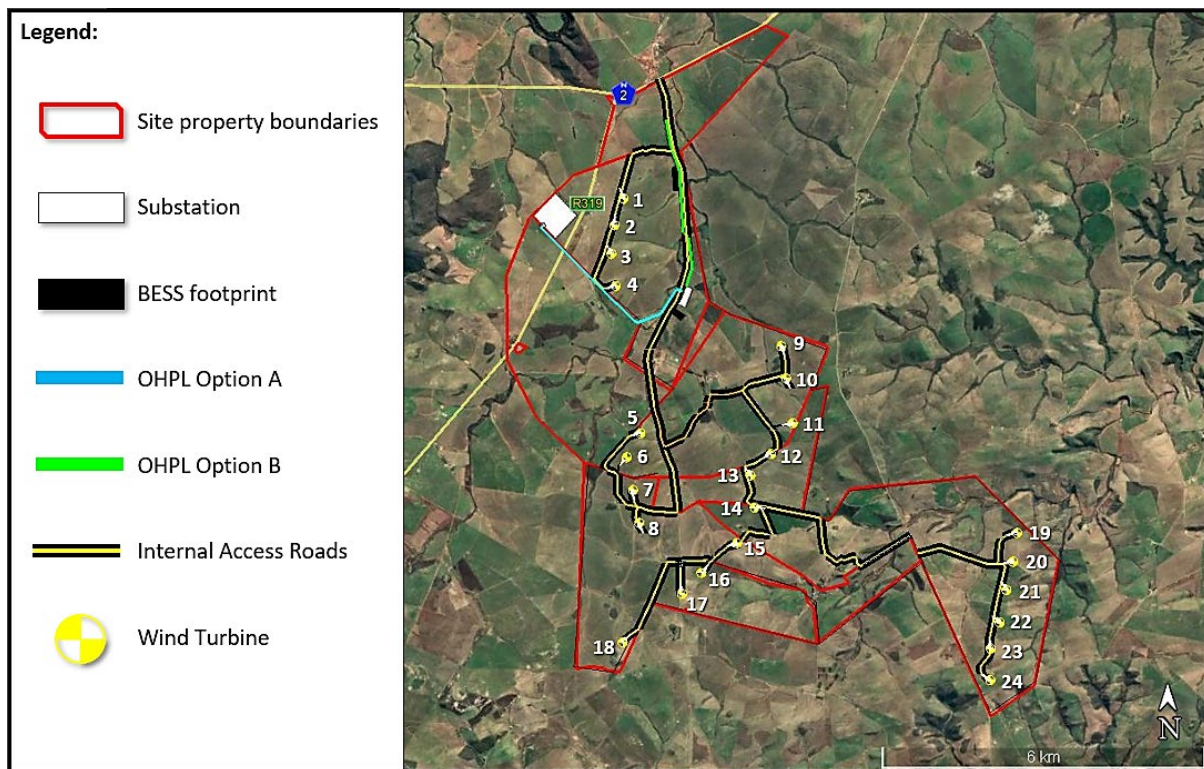 Legend:
Site property boundaries
Substation
BESS footprint
OHPL Option A
OHPL Option B
Internal Access Roads
Wind Turbine
N
2
R319
1
2
3
4
5
6
7
8
9
10
11
12
13
14
15
16
17
18
19
20
21
22
23
24
N
6 km